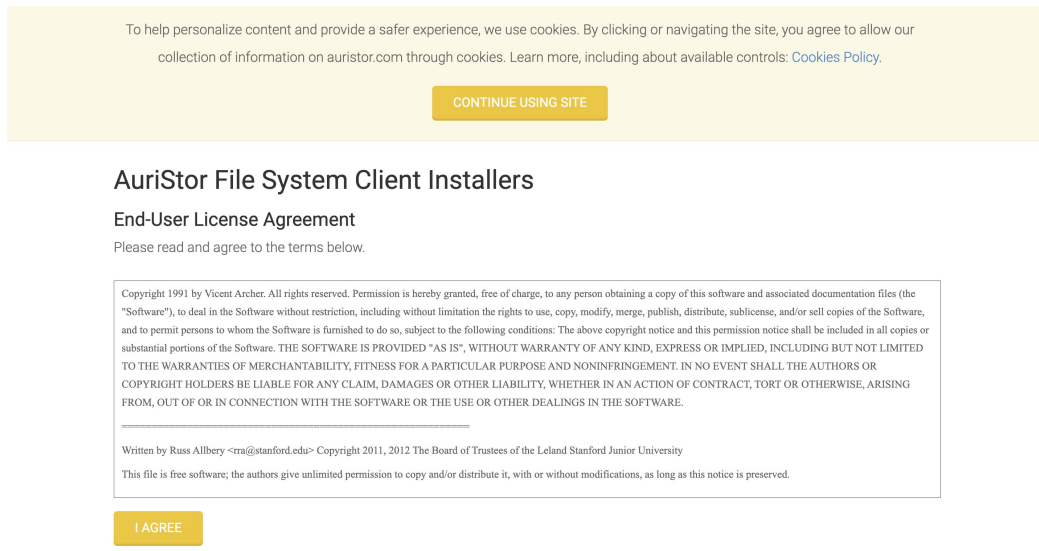 To help personalize content and provide a safer experience, we use cookies. By clicking or navigating the site, you agree to allow our
collection of information on auristor.com through cookies. Learn more, including about available controls: Cookies Policy.
CONTINUE USING SITE
AuriStor File System Client Installers
End-User License Agreement
Please read and agree to the terms below.
Copyright 1991 by Vicent Archer. All rights reserved. Permission is hereby granted, free of charge, to any person obtaining a copy of this software and associated documentation files (the
"Software"), to deal in the Software without restriction, including without limitation the rights to use, copy, modify, merge, publish, distribute, sublicense, and/or sell copies of the Software,
and to permit persons to whom the Software is furnished to do so, subject to the following conditions: The above copyright notice and this permission notice shall be included in all copies or
substantial portions of the Software. THE SOFTWARE IS PROVIDED "AS IS", WITHOUT WARRANTY OF ANY KIND, EXPRESS OR IMPLIED, INCLUDING BUT NOT LIMITED
TO THE WARRANTIES OF MERCHANTABILITY, FITNESS FOR A PARTICULAR PURPOSE AND NONINFRINGEMENT. IN NO EVENT SHALL THE AUTHORS OR
COPYRIGHT HOLDERS BE LIABLE FOR ANY CLAIM, DAMAGES OR OTHER LIABILITY, WHETHER IN AN ACTION OF CONTRACT, TORT OR OTHERWISE, ARISING
FROM, OUT OF OR IN CONNECTION WITH THE SOFTWARE OR THE USE OR OTHER DEALINGS IN THE SOFTWARE.
==========================================================
Written by Russ Allbery <rra@stanford.edu> Copyright 2011, 2012 The Board of Trustees of the Leland Stanford Junior University
This file is free software; the authors give unlimited permission to copy and/or distribute it, with or without modifications, as long as this notice is preserved.
I AGREE